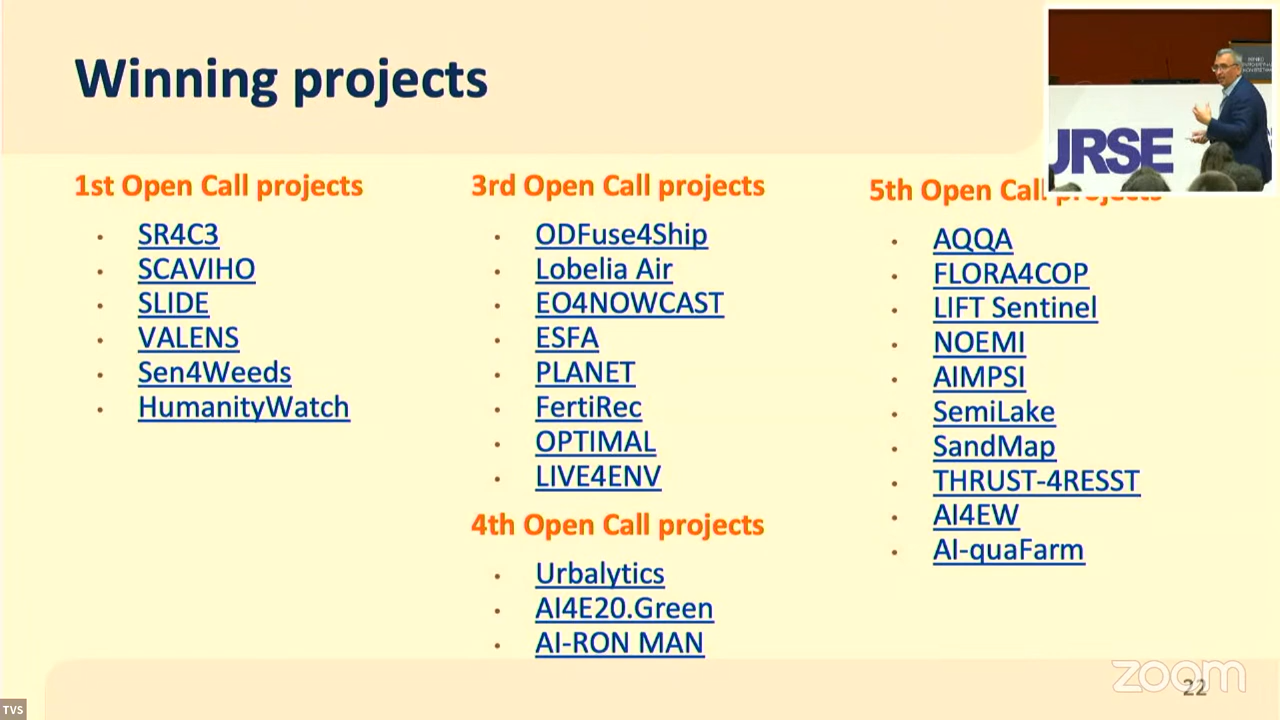 Winning projects
1st Open Call projects
SR4C3
SCAVIHO
SLIDE
VALENS
Sen4Weeds
HumanityWatch
3rd Open Call projects
ODFuse4Ship
Lobelia Air
EO4NOWCAST
ESFA
PLANET
FertiRec
OPTIMAL
LIVE4ENV
4th Open Call projects
Urbalytics
AI4E20.Green
AI-RON MAN
5th Open Call projects
AQQA
FLORA4COP
LIFT Sentinel
NOEMI
AIMPSI
SemiLake
SandMap
THRUST-4RESST
AI4EW
AI-quaFarm
URSE
zoom
22
TVS